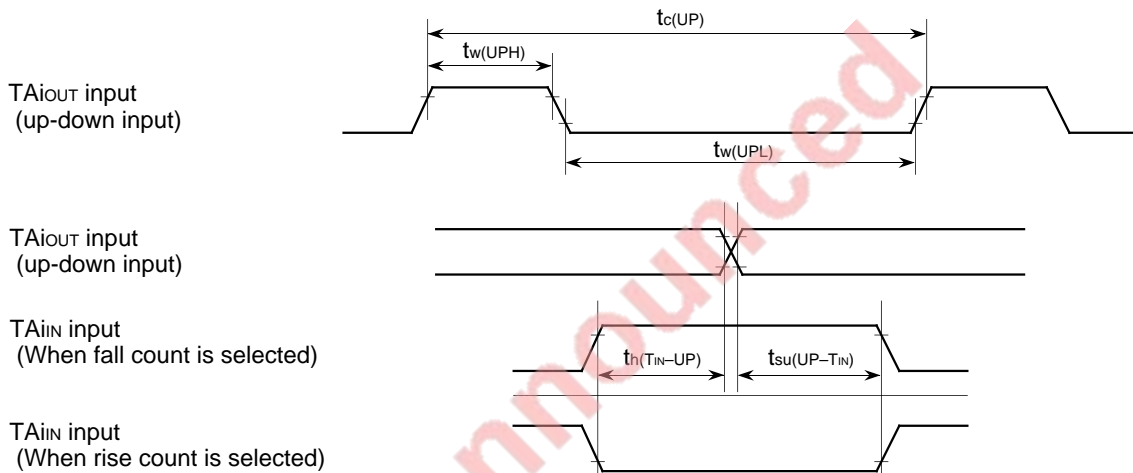 tc(UP)
tw(UPH)
TAiOUT input
(up-down input)
tw(UPL)
TAiOUT input
(up-down input)
TAiIN input
(When fall count is selected)
th(TIN–UP)
tsu(UP–TIN)
TAiIN input
(When rise count is selected)
nnounced